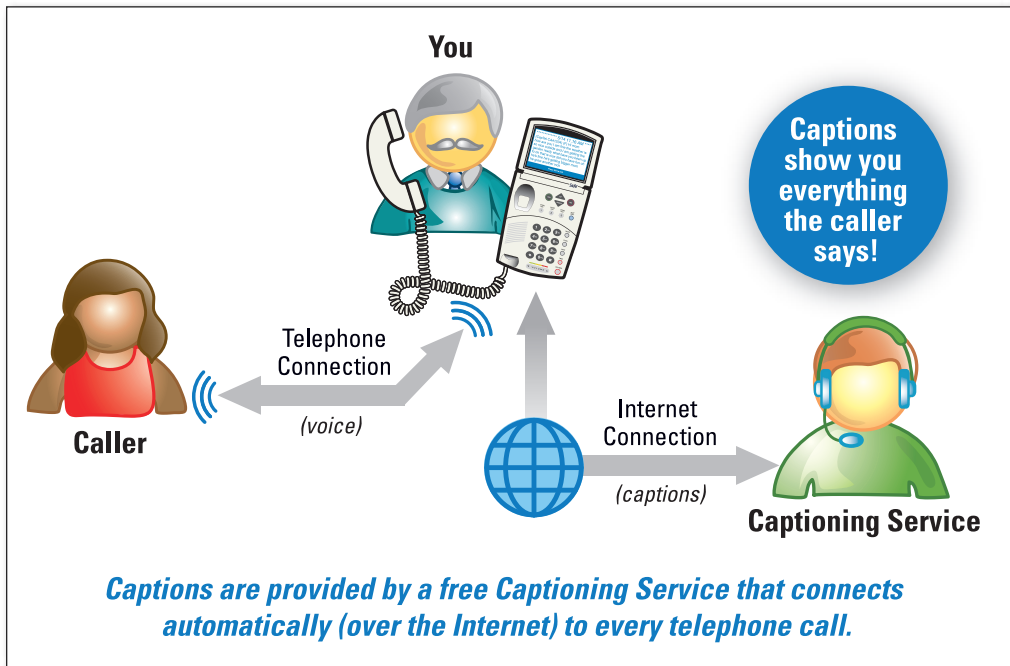 You
Captions
show you
everything
the caller
says!
Telephone
Connection
(voice)
Caller
Internet
Connection
(captions)
Captioning Service
Captions are provided by a free Captioning Service that connects
automatically (over the Internet) to every telephone call.